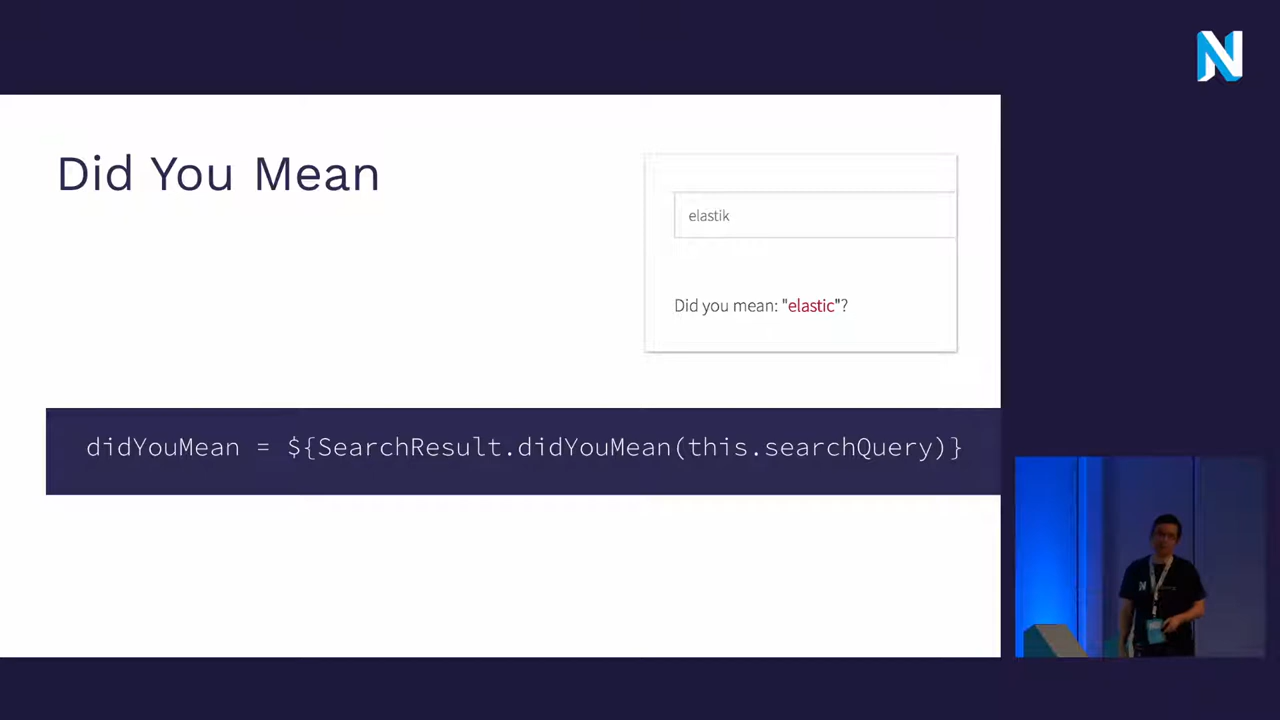 Did You Mean
elastik
Did you mean: "elastic"?
didYouMean = ${SearchResult.didYouMean(this.searchQuery)}